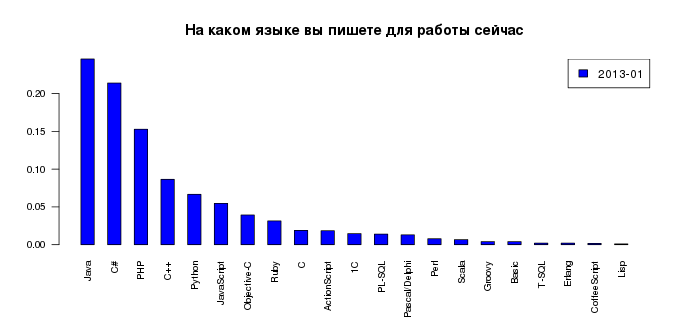 На каком языке вы пишете для работы сейчас
2013-01
0.20
0.15
0.10
0.05
0.00
Java
C#
PHP
C++
Python
JavaScript
Objective-C
Ruby
C
ActionScript
1C
PL-SQL
Pascal/Delphi
Perl
Scala
Groovy
Basic
T-SQL
Erlang
CoffeeScript
Lisp